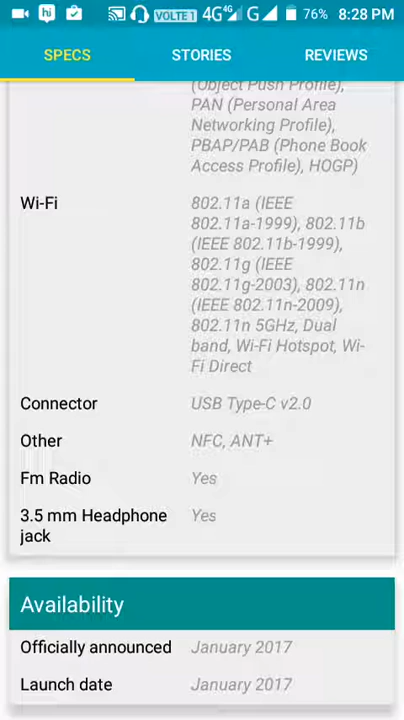 hi VOLTE 1 4G 4G G 76% 8:28 PM
SPECS STORIES REVIEWS
(Object Push Profile),
PAN (Personal Area
Networking Profile),
PBAP/PAB (Phone Book
Access Profile), HOGP)
Wi-Fi 802.11a (IEEE
802.11a-1999), 802.11b
(IEEE 802.11b-1999),
802.11g (IEEE
802.11g-2003), 802.11n
(IEEE 802.11n-2009),
802.11n 5GHz, Dual
band, Wi-Fi Hotspot, Wi-
Fi Direct
Connector USB Type-C v2.0
Other NFC, ANT+
Fm Radio Yes
3.5 mm Headphone Yes
jack
Availability
Officially announced January 2017
Launch date January 2017